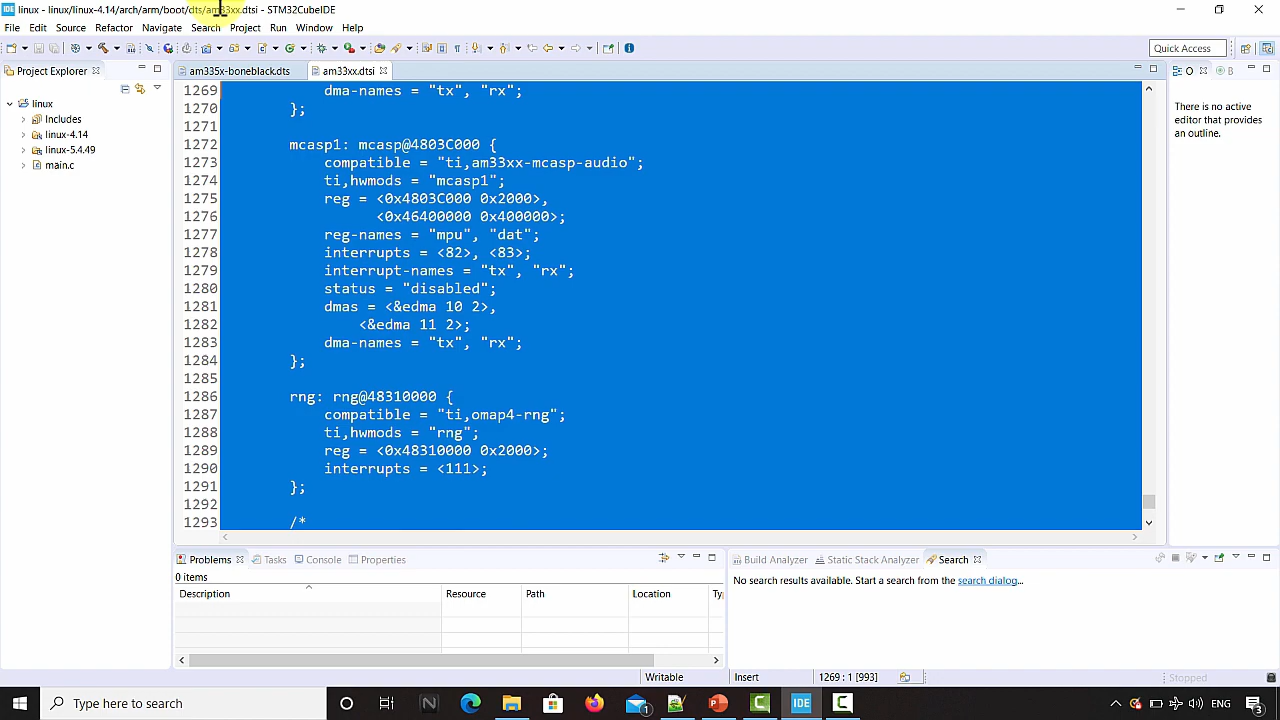 linux - linux/linux-4.14/arch/arm/boot/dts/am33xx.dtsi - STM32CubeIDE
File Edit Source Refactor Navigate Search Project Run Window Help
Quick Access
Project Explorer
am335x-boneblack.dts
am33xx.dtsi
O
B
linux
Includes
linux-4.14
linux-5.4.49
main.c
1269 dma-names = "tx", "rx";
1270 };
1271
1272 mcasp1: mcasp@4803C000 {
1273 compatible = "ti,am33xx-mcasp-audio";
1274 ti,hwmods = "mcasp1";
1275 reg = <0x4803C000 0x2000>,
1276 <0x46400000 0x400000>;
1277 reg-names = "mpu", "dat";
1278 interrupts = <82>, <83>;
1279 interrupt-names = "tx", "rx";
1280 status = "disabled";
1281 dmas = <&edma 10 2>,
1282 <&edma 11 2>;
1283 dma-names = "tx", "rx";
1284 };
1285
1286 rng: rng@48310000 {
1287 compatible = "ti,omap4-rng";
1288 ti,hwmods = "rng";
1289 reg = <0x48310000 0x2000>;
1290 interrupts = <111>;
1291 };
1292
1293 /*
There is no active
editor that provides
an outline.
Problems Tasks Console Properties
0 items
Description Resource Path Location Ty
Build Analyzer Static Stack Analyzer Search
No search results available. Start a search from the search dialog...
Writable Insert 1269 : 1 [993] Stopped
Type here to search
N
1
IDE
ENG
3